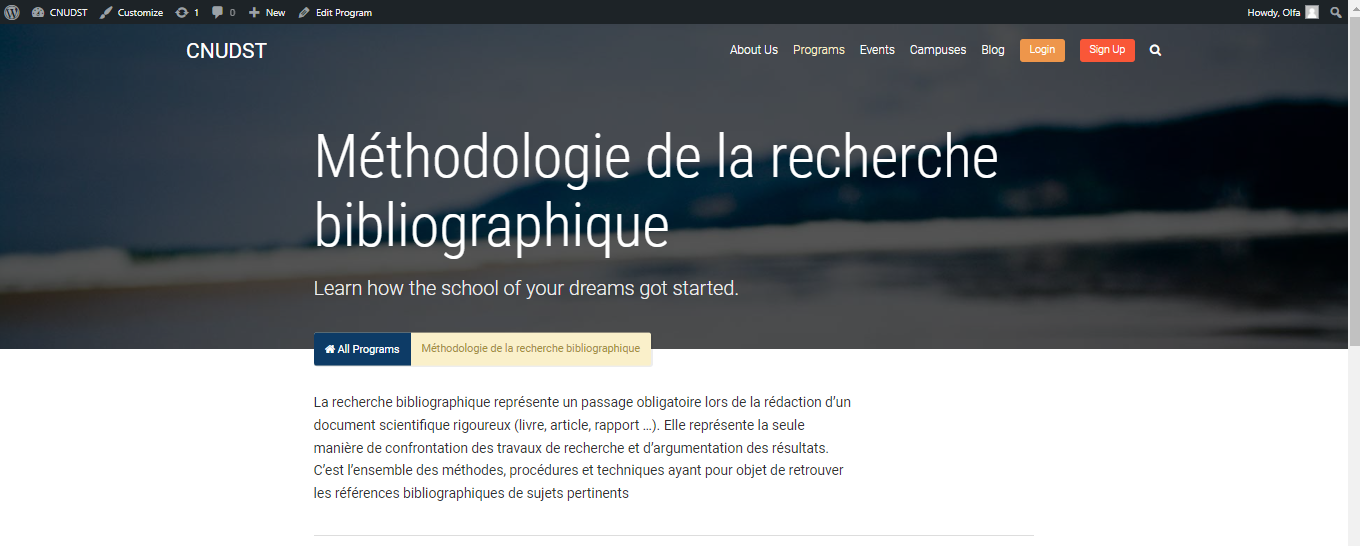 CNUDST Customize 1 0 New Edit Program Howdy, Olfa
CNUDST About Us Programs Events Campuses Blog Login Sign Up
Méthodologie de la recherche
bibliographique
Learn how the school of your dreams got started.
All Programs Méthodologie de la recherche bibliographique
La recherche bibliographique représente un passage obligatoire lors de la rédaction d’un
document scientifique rigoureux (livre, article, rapport …). Elle représente la seule
manière de confrontation des travaux de recherche et d’argumentation des résultats.
C’est l’ensemble des méthodes, procédures et techniques ayant pour objet de retrouver
les références bibliographiques de sujets pertinents